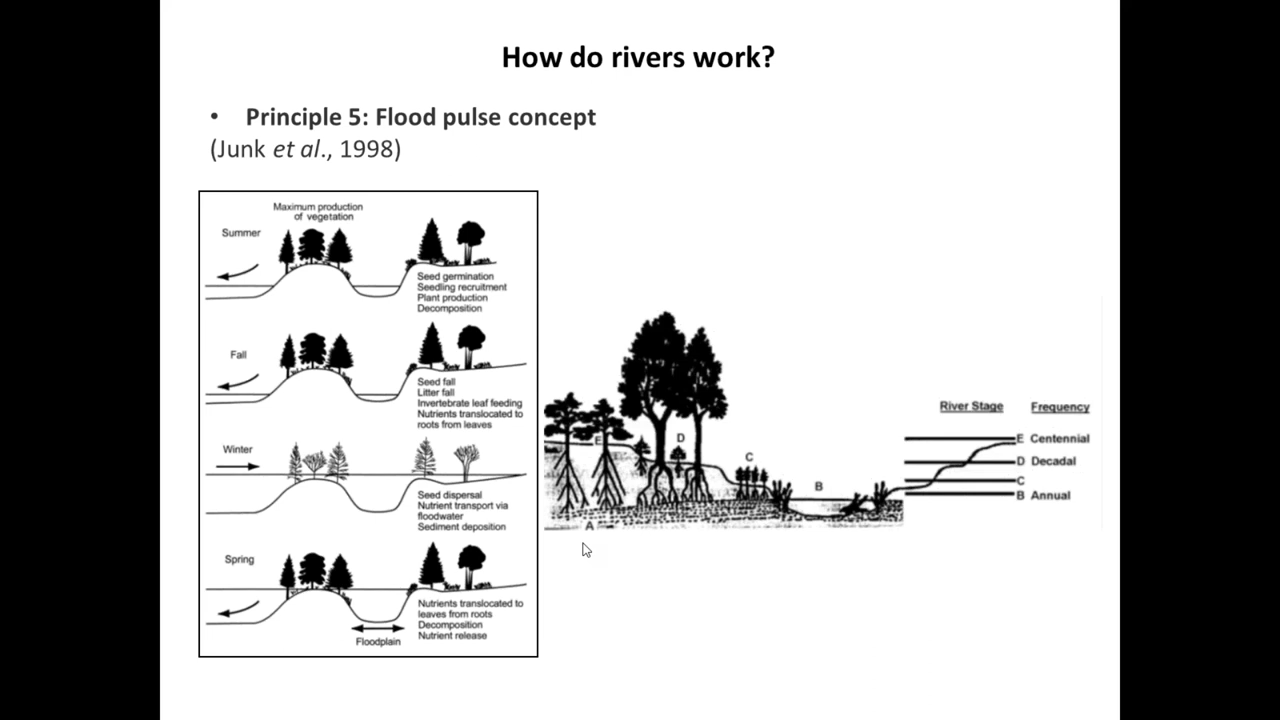 How do rivers work?
• Principle 5: Flood pulse concept
(Junk et al., 1998)
Maximum production
of vegetation
Summer
Seed germination
Seedling recruitment
Plant production
Decomposition
Fall
Seed fall
Litter fall
Invertebrate leaf feeding
Nutrients translocated to
roots from leaves
Winter
Seed dispersal
Nutrient transport via
floodwater
Sediment deposition
Spring
Nutrients translocated to
leaves from roots
Decomposition
Nutrient release
Floodplain
E
D
C
B
A
River Stage Frequency
E Centennial
D Decadal
C
B Annual